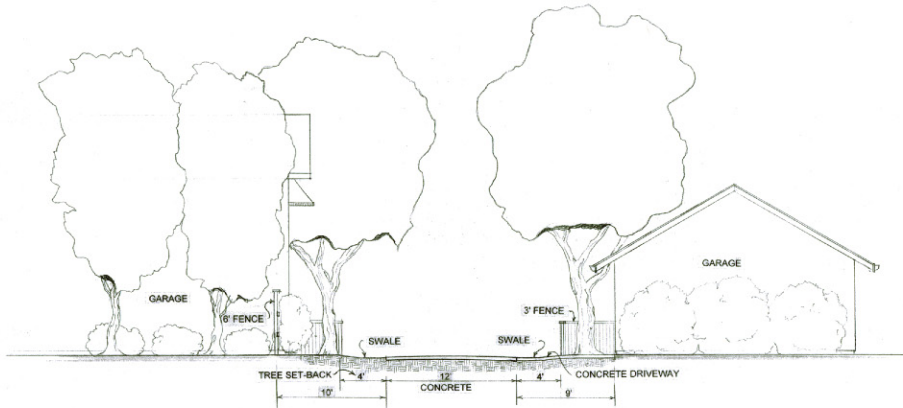 GARAGE
GARAGE
6' FENCE
3' FENCE
SWALE
SWALE
TREE SET-BACK
4'
12'
4'
CONCRETE DRIVEWAY
CONCRETE
10'
9'